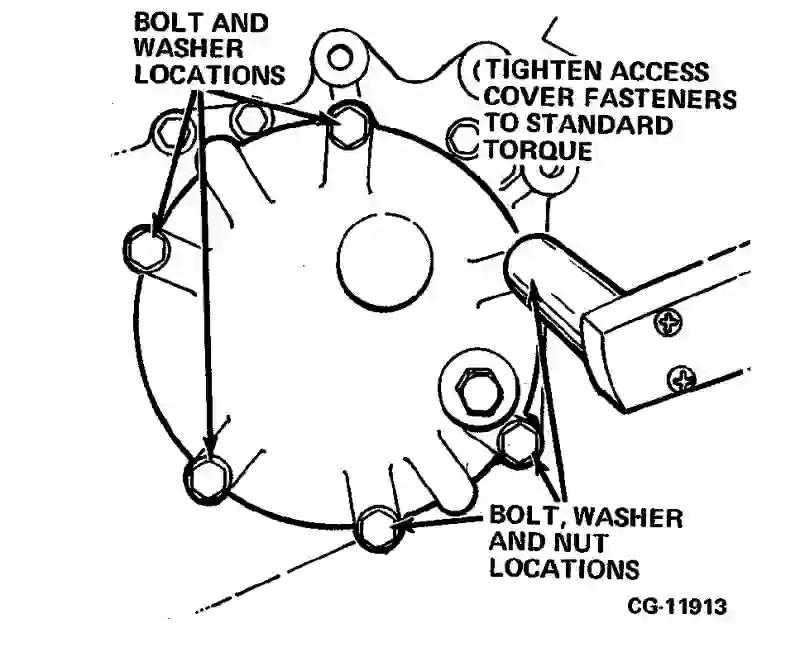 BOLT AND
WASHER
LOCATIONS
TIGHTEN ACCESS
COVER FASTENERS
TO STANDARD
TORQUE
BOLT, WASHER
AND NUT
LOCATIONS
CG-11913